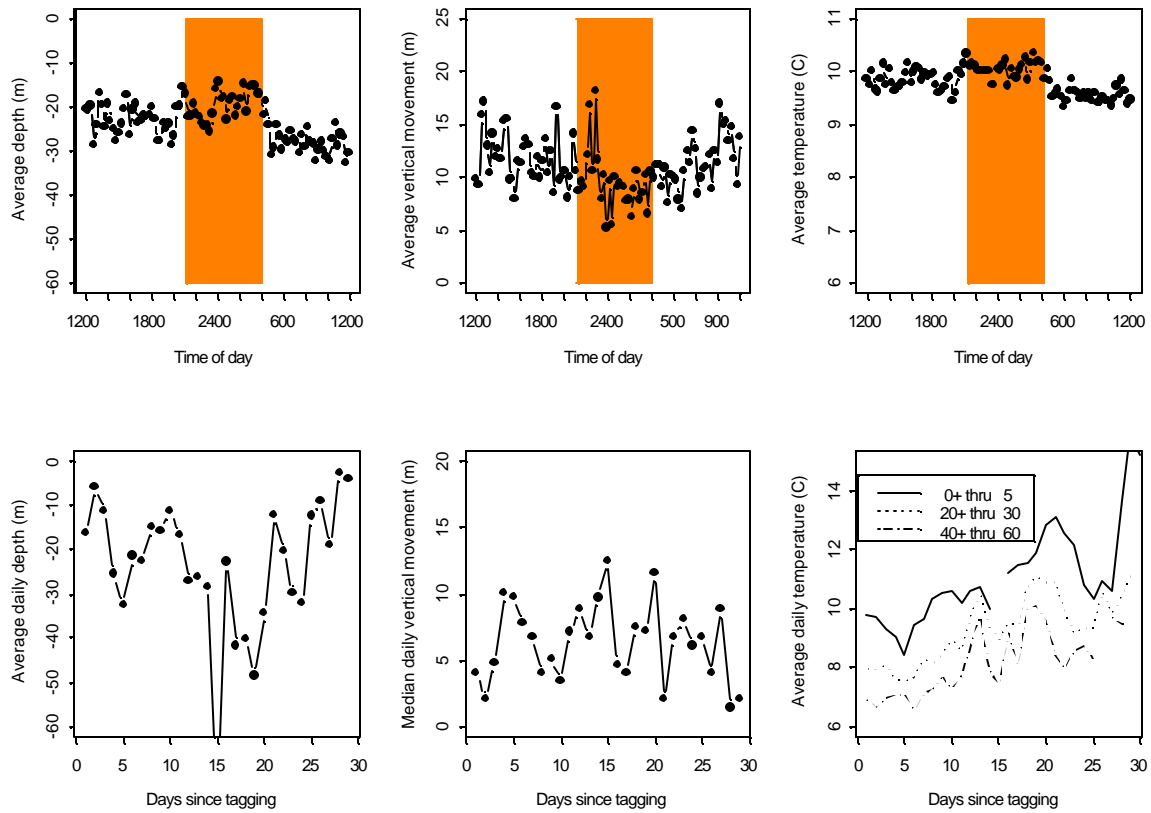 Average depth (m)
0
-10
-20
-30
-40
-50
-60
1200 1800 2400 600 1200
Time of day
Average vertical movement (m)
25
20
15
10
5
0
1200 1800 2400 500 900
Time of day
Average temperature (C)
11
10
9
8
7
6
1200 1800 2400 600 1200
Time of day
Average daily depth (m)
0
-10
-20
-30
-40
-50
-60
0 5 10 15 20 25 30
Days since tagging
Median daily vertical movement (m)
20
15
10
5
0
0 5 10 15 20 25 30
Days since tagging
Average daily temperature (C)
14
12
10
8
6
0+ thru 5
20+ thru 30
40+ thru 60
0 5 10 15 20 25 30
Days since tagging